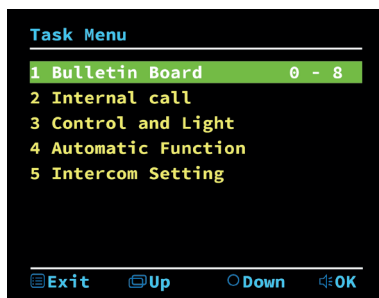 Task Menu
1 Bulletin Board 0 - 8
2 Internal call
3 Control and Light
4 Automatic Function
5 Intercom Setting
Exit Up Down OK